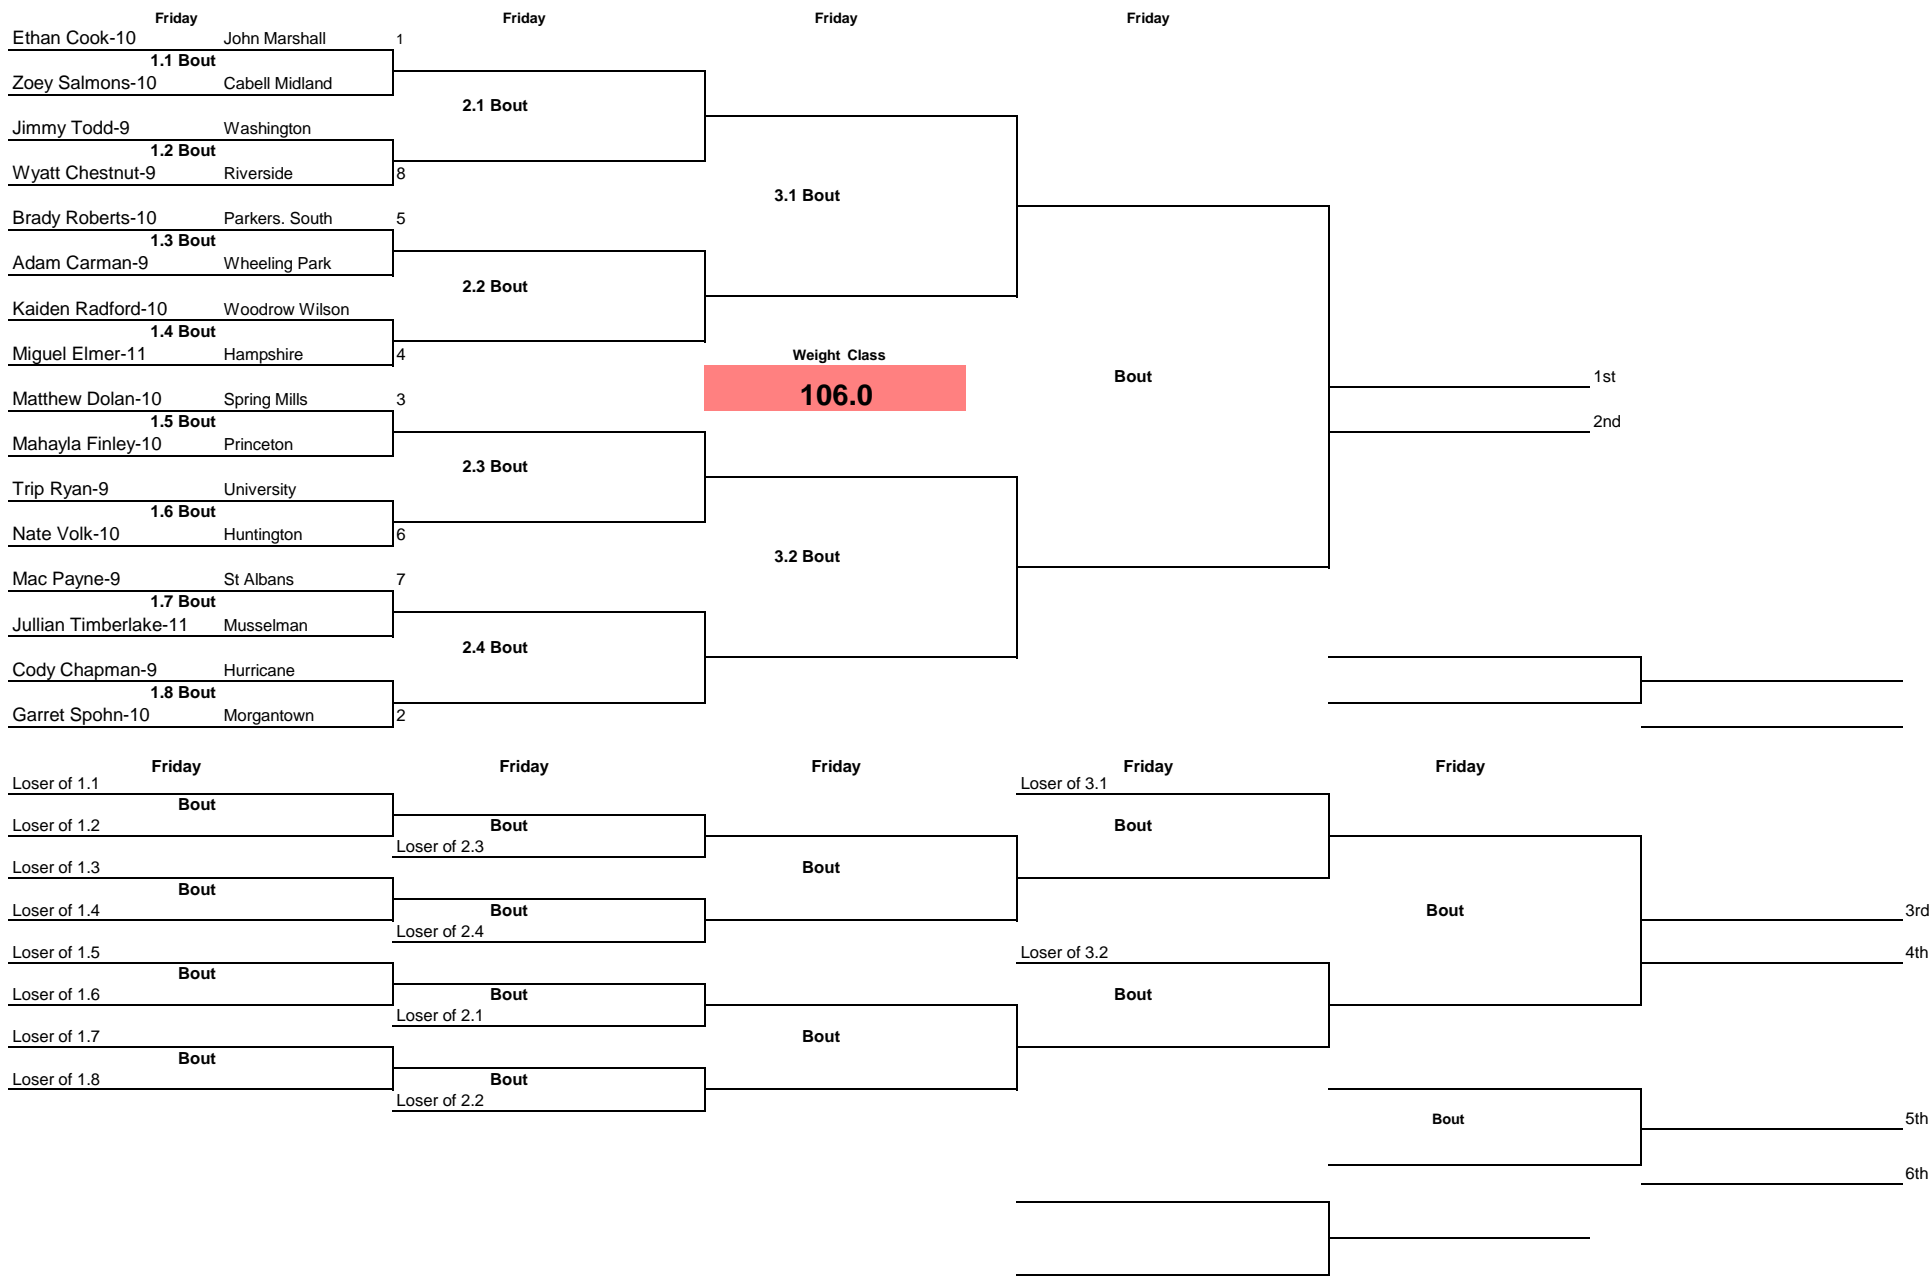 Friday Friday Friday Friday
Ethan Cook-10 John Marshall 1
1.1 Bout
Zoey Salmons-10 Cabell Midland
2.1 Bout
Jimmy Todd-9 Washington
1.2 Bout
Wyatt Chestnut-9 Riverside 8
3.1 Bout
Brady Roberts-10 Parkers. South 5
1.3 Bout
Adam Carman-9 Wheeling Park
2.2 Bout
Kaiden Radford-10 Woodrow Wilson
1.4 Bout
Miguel Elmer-11 Hampshire 4 Weight Class
Bout 1st
106.0
Matthew Dolan-10 Spring Mills 3
1.5 Bout 2nd
Mahayla Finley-10 Princeton
2.3 Bout
Trip Ryan-9 University
1.6 Bout
Nate Volk-10 Huntington 6
3.2 Bout
Mac Payne-9 St Albans 7
1.7 Bout
Jullian Timberlake-11 Musselman
2.4 Bout
Cody Chapman-9 Hurricane
1.8 Bout
Garret Spohn-10 Morgantown 2
Friday Friday Friday Friday Friday
Loser of 1.1 Loser of 3.1
Bout
Loser of 1.2 Bout Bout
Loser of 2.3
Loser of 1.3 Bout
Bout
Loser of 1.4 Bout Bout 3rd
Loser of 2.4
Loser of 1.5 Loser of 3.2 4th
Bout
Loser of 1.6 Bout Bout
Loser of 2.1
Loser of 1.7 Bout
Bout
Loser of 1.8 Bout
Loser of 2.2
Bout 5th
6th